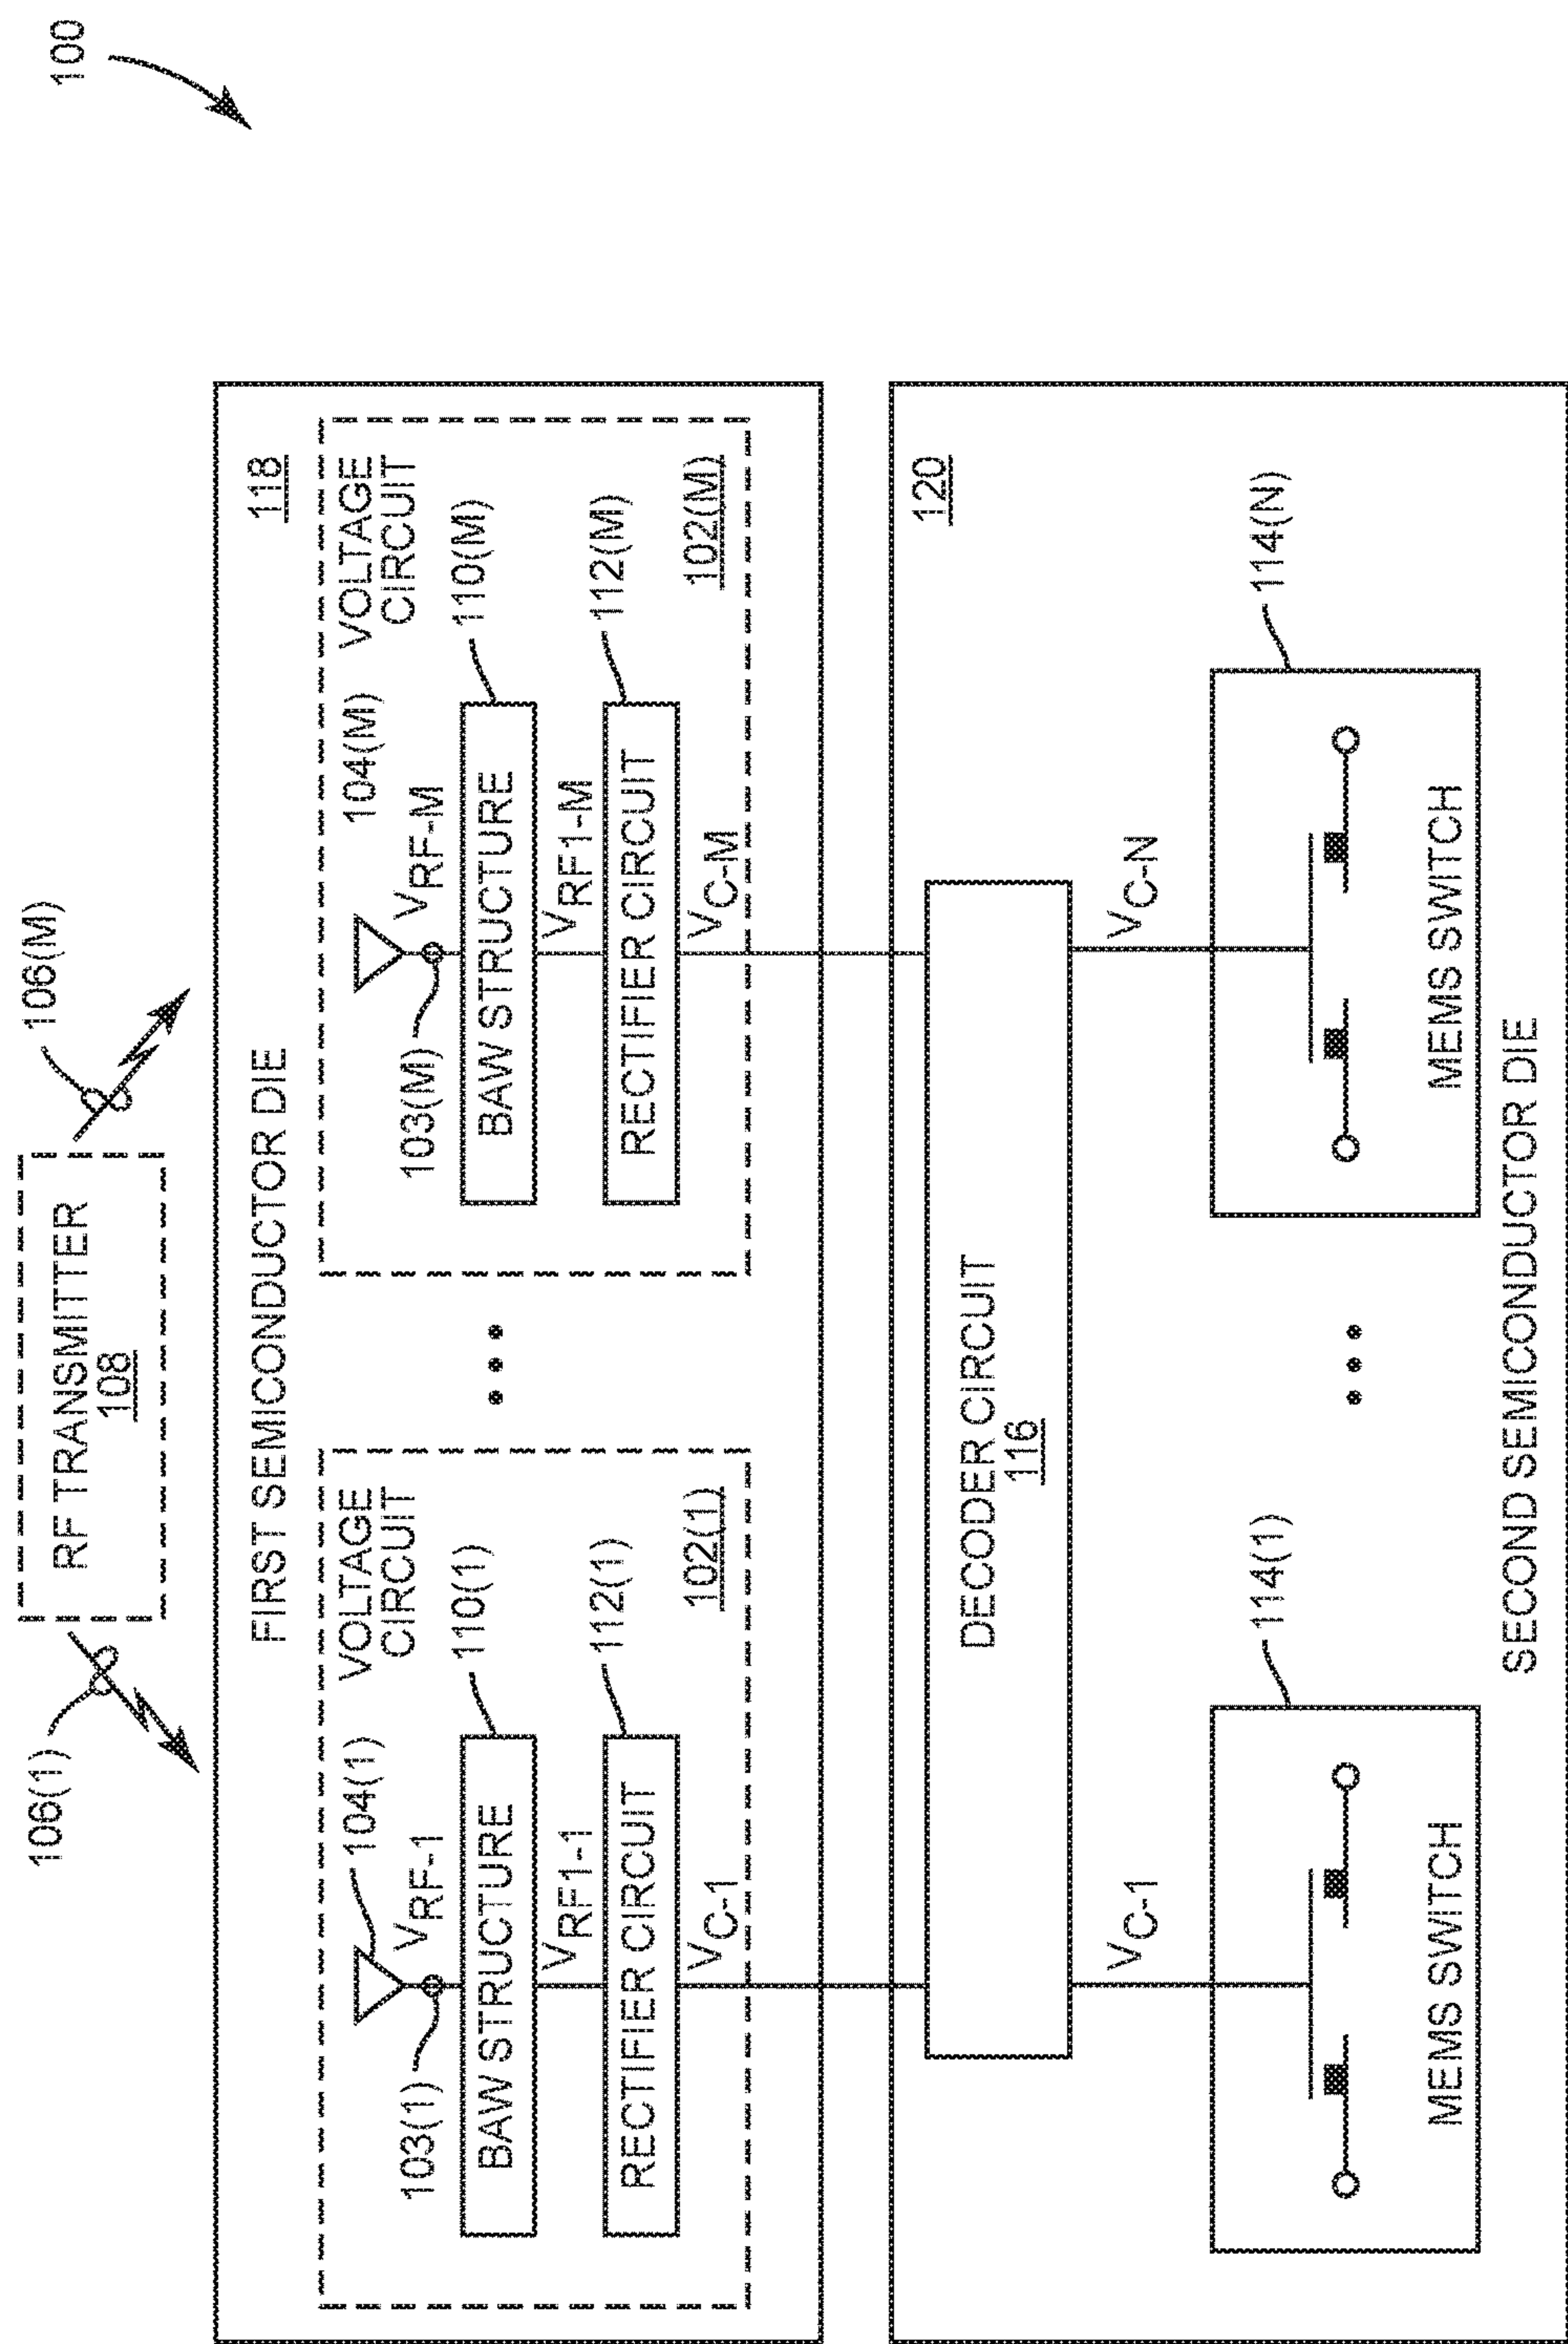 100
106(1)
106(M)
RF TRANSMITTER
108
FIRST SEMICONDUCTOR DIE
118
VOLTAGE
CIRCUIT
104(1)
VRF-1
103(1)
110(1)
BAW STRUCTURE
VRF1-1
112(1)
RECTIFIER CIRCUIT
VC-1
102(1)
VOLTAGE
CIRCUIT
104(M)
VRF-M
103(M)
110(M)
BAW STRUCTURE
VRF1-M
112(M)
RECTIFIER CIRCUIT
VC-M
102(M)
120
DECODER CIRCUIT
116
VC-1
VC-N
114(1)
114(N)
MEMS SWITCH
MEMS SWITCH
SECOND SEMICONDUCTOR DIE